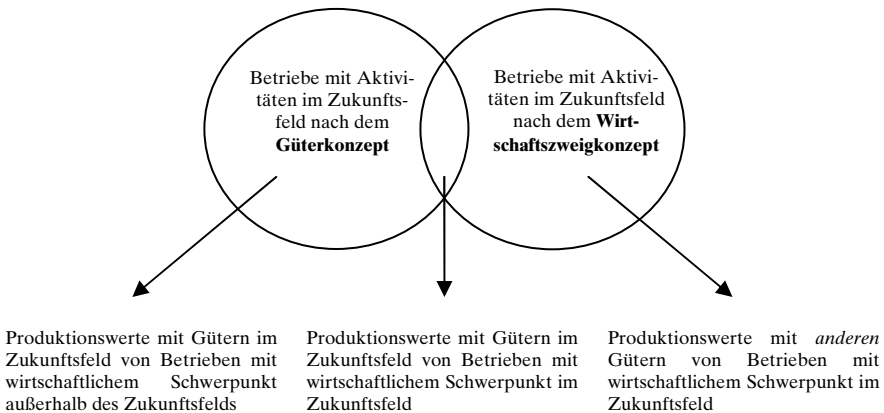 Betriebe mit Aktivi-
täten im Zukunfts-
feld nach dem
Güterkonzept
Betriebe mit Aktivi-
täten im Zukunftsfeld
nach dem Wirt-
schaftszweigkonzept
Produktionswerte mit Gütern im
Zukunftsfeld von Betrieben mit
wirtschaftlichem Schwerpunkt
außerhalb des Zukunftsfelds
Produktionswerte mit Gütern im
Zukunftsfeld von Betrieben mit
wirtschaftlichem Schwerpunkt im
Zukunftsfeld
Produktionswerte mit anderen
Gütern von Betrieben mit
wirtschaftlichem Schwerpunkt im
Zukunftsfeld